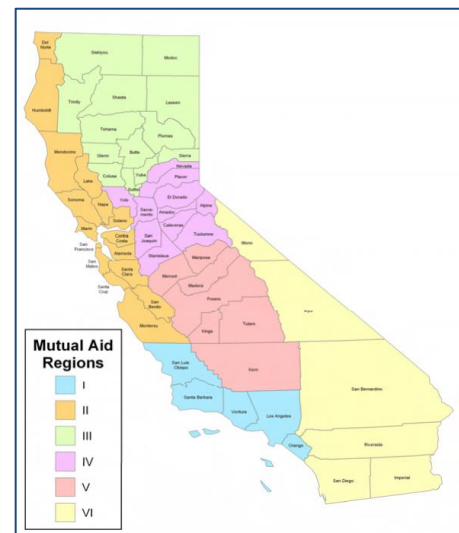 Del
Norte
Siskiyou
Modoc
Humboldt
Trinity
Shasta
Lassen
Tehama
Plumas
Mendocino
Glenn
Butte
Sierra
Nevada
Colusa
Yuba
Sutter
Placer
Lake
El Dorado
Yolo
Sonoma
Napa
Sacra-
mento
Amador
Alpine
Solano
Calaveras
Marin
Contra
Costa
San
Joaquin
Tuolumne
San
Francisco
Alameda
Mono
San
Mateo
Santa
Clara
Stanislaus
Mariposa
Merced
Santa
Cruz
Madera
San
Benito
Fresno
Inyo
Monterey
Kings
Tulare
San Luis
Obispo
Kern
San Bernardino
Santa Barbara
Ventura
Los Angeles
Orange
Riverside
San Diego
Imperial
Mutual Aid
Regions
I
II
III
IV
V
VI